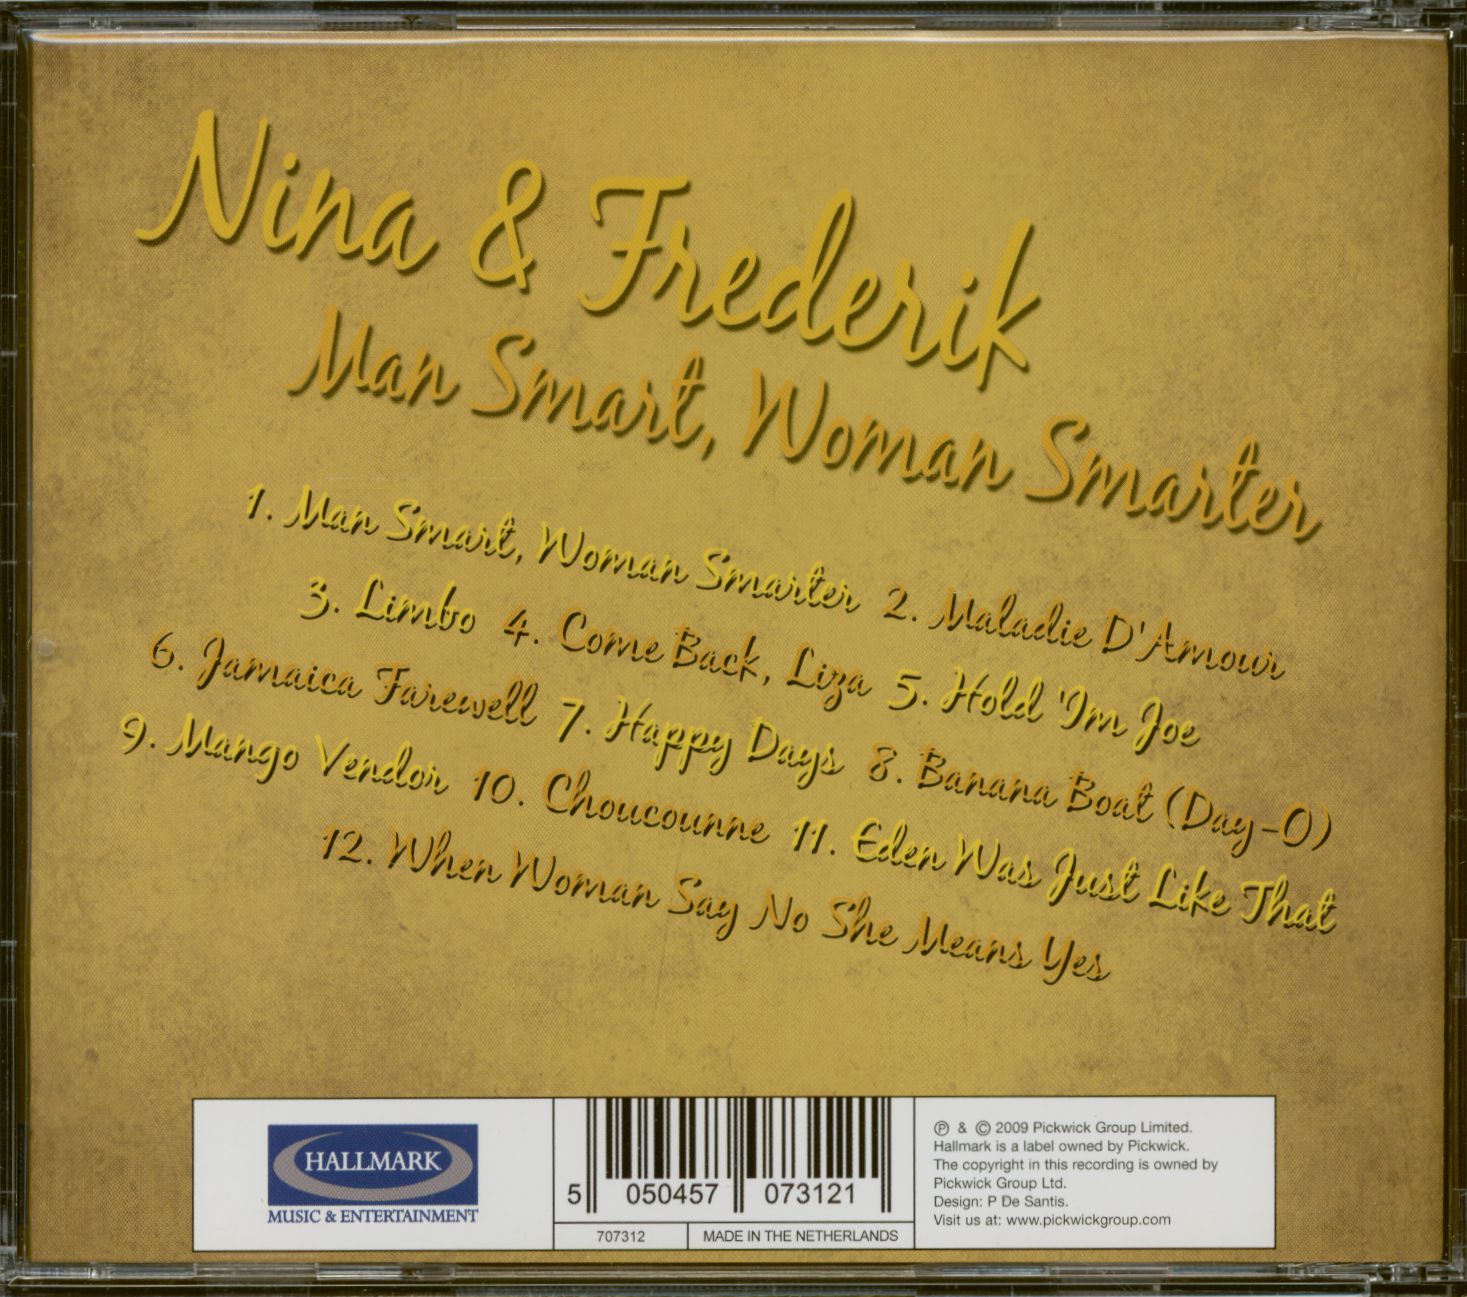 Nina & Frederik
Man Smart, Woman Smarter
1. Man Smart, Woman Smarter 2. Maladie D'Amour
3. Limbo 4. Come Back, Liza 5. Hold 'Im Joe
6. Jamaica Farewell 7. Happy Days 8. Banana Boat (Day-O)
9. Mango Vendor 10. Choucounne 11. Eden Was Just Like That
12. When Woman Say No She Means Yes
HALLMARK
MUSIC & ENTERTAINMENT
5 050457 073121
707312 MADE IN THE NETHERLANDS
℗ & © 2009 Pickwick Group Limited.
Hallmark is a label owned by Pickwick.
The copyright in this recording is owned by
Pickwick Group Ltd.
Design: P De Santis.
Visit us at: www.pickwickgroup.com